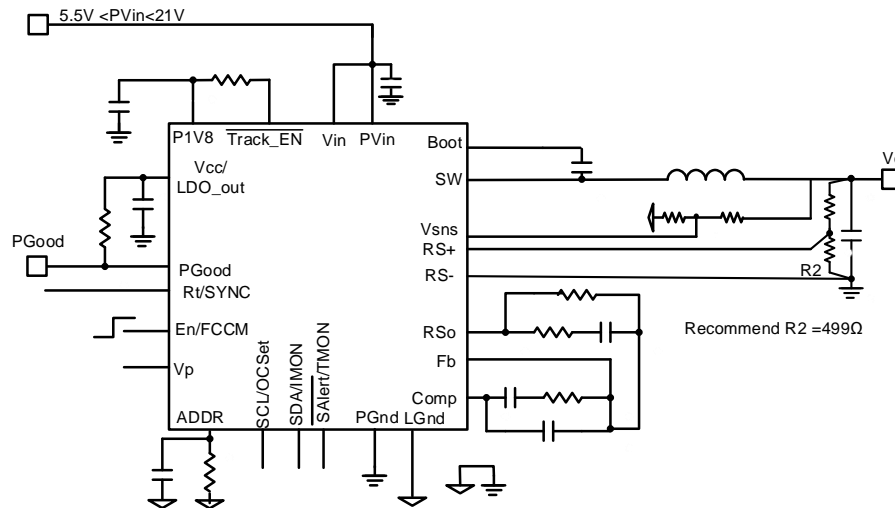 5.5V <PVin<21V
P1V8
Track_EN
Vin
PVin
Boot
Vcc/
LDO_out
SW
Vsns
PGood
RS+
PGood
RS-
R2
Rt/SYNC
En/FCCM
RSo
Recommend R2 =499Ω
Fb
Vp
Comp
ADDR
SCL/OCSet
SDA/IMON
SAlert/TMON
PGnd
LGnd